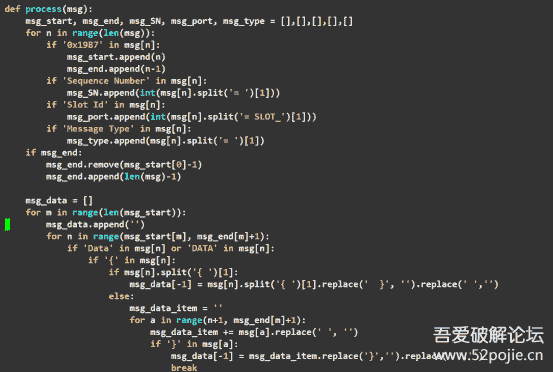 def process(msg):
    msg_start, msg_end, msg_SN, msg_port, msg_type = [],[],[],[],[]
    for n in range(len(msg)):
        if '0x19B7' in msg[n]:
            msg_start.append(n)
            msg_end.append(n-1)
        if 'Sequence Number' in msg[n]:
            msg_SN.append(int(msg[n].split('= ')[1]))
        if 'Slot Id' in msg[n]:
            msg_port.append(int(msg[n].split('= SLOT_')[1]))
        if 'Message Type' in msg[n]:
            msg_type.append(msg[n].split('= ')[1])
    if msg_end:
        msg_end.remove(msg_start[0]-1)
        msg_end.append(len(msg)-1)
    msg_data = []
    for m in range(len(msg_start)):
        msg_data.append('')
        for n in range(msg_start[m], msg_end[m]+1):
            if 'Data' in msg[n] or 'DATA' in msg[n]:
                if '{' in msg[n]:
                    if msg[n].split('{ ')[1]:
                        msg_data[-1] = msg[n].split('{ ')[1].replace('  }', '').replace(' ','')
                    else:
                        msg_data_item = ''
                        for a in range(n+1, msg_end[m]+1):
                            msg_data_item += msg[a].replace(' ', '')
                            if '}' in msg[a]:
                                msg_data[-1] = msg_data_item.replace('}','').replace(
                                break
吾爱破解论坛
www.52pojie.cn